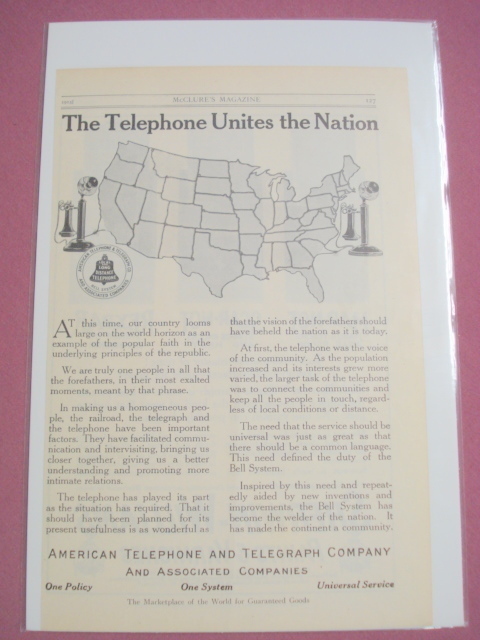 McCLURE'S MAGAZINE
The Telephone Unites the Nation
AMERICAN TELEPHONE & TELEGRAPH CO.
LONG
DISTANCE
TELEPHONE
BELL SYSTEM
AND ASSOCIATED COMPANIES
AT this time, our country looms
large on the world horizon as an
example of the popular faith in the
underlying principles of the republic.
We are truly one people in all that
the forefathers, in their most exalted
moments, meant by that phrase.
In making us a homogeneous peo-
ple, the railroad, the telegraph and
the telephone have been important
factors. They have facilitated commu-
nication and intervisiting, bringing us
closer together, giving us a better
understanding and promoting more
intimate relations.
The telephone has played its part
as the situation has required. That it
should have been planned for its
present usefulness is as wonderful as
that the vision of the forefathers should
have beheld the nation as it is today.
At first, the telephone was the voice
of the community. As the population
increased and its interests grew more
varied, the larger task of the telephone
was to connect the communities and
keep all the people in touch, regard-
less of local conditions or distance.
The need that the service should be
universal was just as great as that
there should be a common language.
This need defined the duty of the
Bell System.
Inspired by this need and repeat-
edly aided by new inventions and
improvements, the Bell System has
become the welder of the nation. It
has made the continent a community.
AMERICAN TELEPHONE AND TELEGRAPH COMPANY
AND ASSOCIATED COMPANIES
One Policy One System Universal Service
The Marketplace of the World for Guaranteed Goods